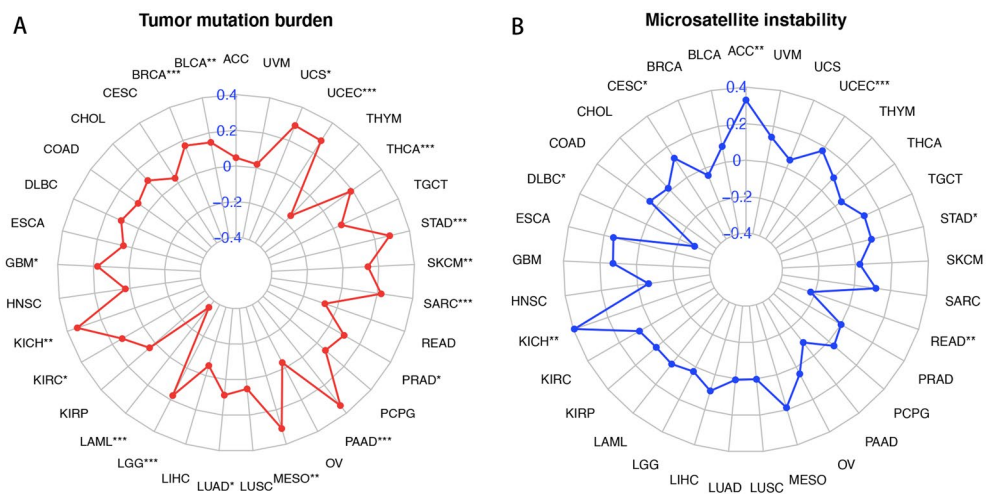 A
Tumor mutation burden
ACC
UVM
UCS*
UCEC***
THYM
THCA***
TGCT
STAD***
SKCM**
SARC***
READ
PRAD*
PCPG
PAAD***
OV
MESO**
LUSC
LUAD*
LIHC
LGG***
LAML***
KIRP
KIRC*
KICH**
HNSC
GBM*
ESCA
DLBC
COAD
CHOL
CESC
BRCA***
BLCA**
0.4
0.2
0
−0.2
−0.4
B
Microsatellite instability
ACC**
UVM
UCS
UCEC***
THYM
THCA
TGCT
STAD*
SKCM
SARC
READ**
PRAD
PCPG
PAAD
OV
MESO
LUSC
LUAD
LIHC
LGG
LAML
KIRP
KIRC
KICH**
HNSC
GBM
ESCA
DLBC*
COAD
CHOL
CESC*
BRCA
BLCA
0.4
0.2
0
−0.2
−0.4